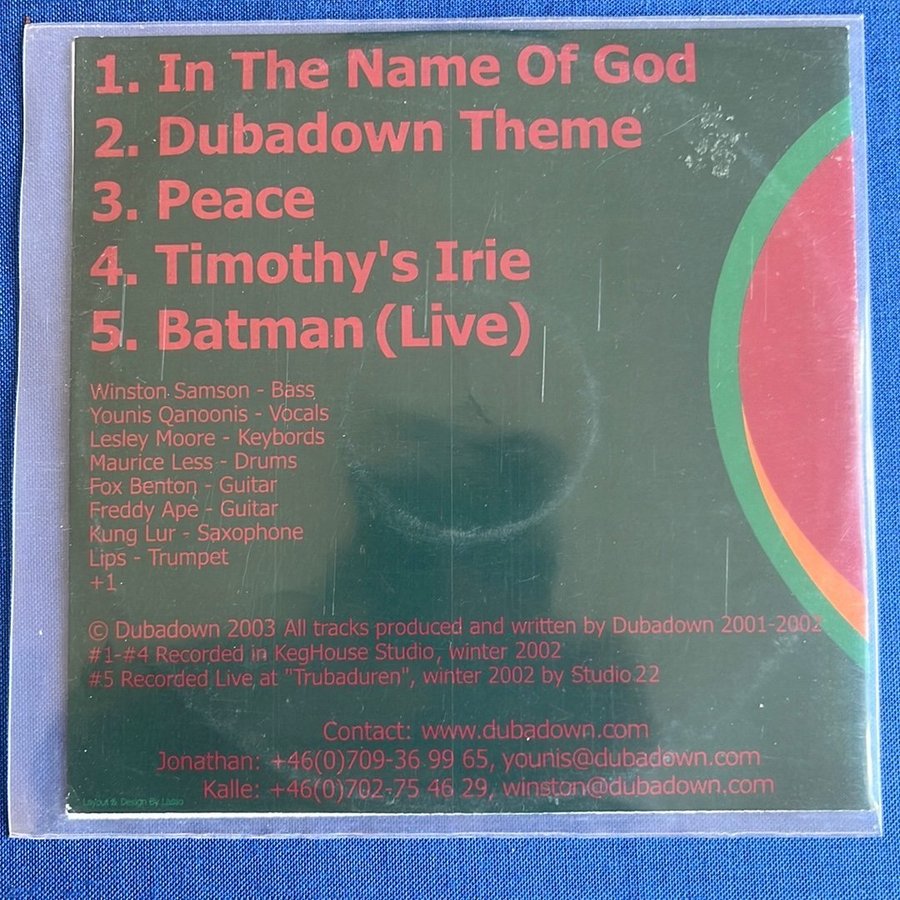 1. In The Name Of God
2. Dubadown Theme
3. Peace
4. Timothy's Irie
5. Batman (Live)
Winston Samson - Bass
Younis Qanoonis - Vocals
Lesley Moore - Keybords
Maurice Less - Drums
Fox Benton - Guitar
Freddy Ape - Guitar
Kung Lur - Saxophone
Lips - Trumpet
+1
© Dubadown 2003 All tracks produced and written by Dubadown 2001-2002
#1-#4 Recorded in KegHouse Studio, winter 2002
#5 Recorded Live at "Trubaduren", winter 2002 by Studio 22
Contact: www.dubadown.com
Jonathan: +46(0)709-36 99 65, younis@dubadown.com
Kalle: +46(0)702-75 46 29, winston@dubadown.com
Layout & Design By